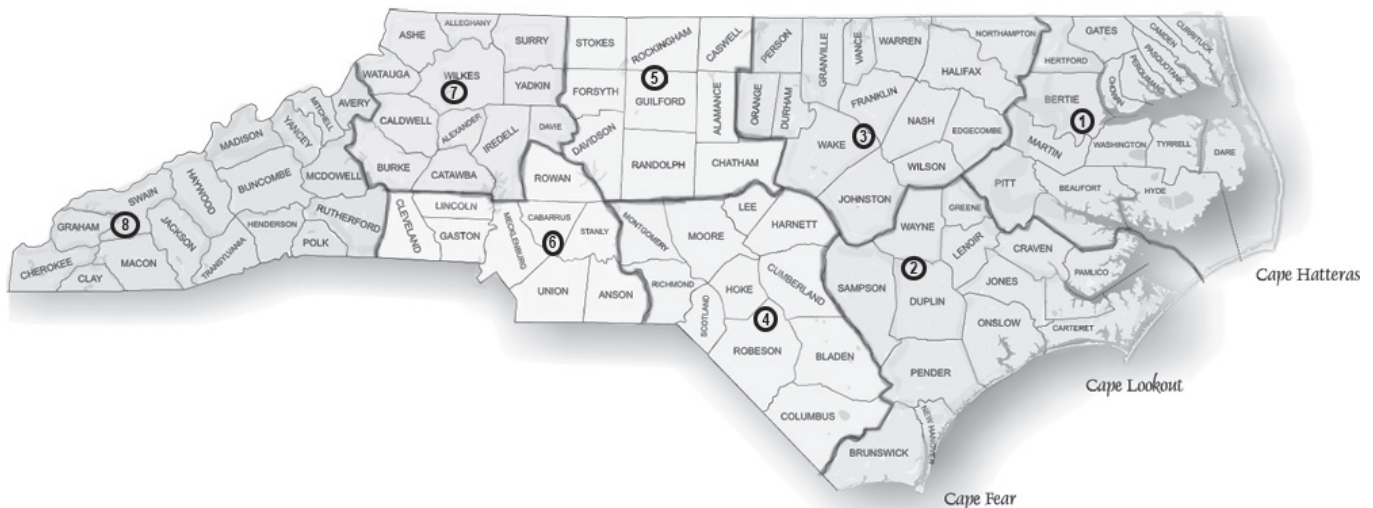 ALLEGHANY
ASHE
SURRY
STOKES
ROCKINGHAM
CASWELL
PERSON
GRANVILLE
VANCE
WARREN
NORTHAMPTON
GATES
CURRITUCK
CAMDEN
PASQUOTANK
PERQUIMANS
CHOWAN
HERTFORD
WATAUGA
WILKES
7
YADKIN
FORSYTH
5
GUILFORD
ALAMANCE
ORANGE
DURHAM
FRANKLIN
HALIFAX
BERTIE
1
AVERY
MITCHELL
YANCEY
MADISON
CALDWELL
ALEXANDER
IREDELL
DAVIE
DAVIDSON
RANDOLPH
CHATHAM
WAKE
3
NASH
EDGECOMBE
MARTIN
WASHINGTON
TYRRELL
DARE
BURKE
CATAWBA
ROWAN
WILSON
JOHNSTON
PITT
BEAUFORT
HYDE
SWAIN
HAYWOOD
BUNCOMBE
MCDOWELL
GRAHAM
8
JACKSON
HENDERSON
RUTHERFORD
POLK
TRANSYLVANIA
CHEROKEE
CLAY
MACON
CLEVELAND
LINCOLN
GASTON
MECKLENBURG
CABARRUS
6
STANLY
UNION
ANSON
MONTGOMERY
LEE
MOORE
HARNETT
RICHMOND
SCOTLAND
HOKE
CUMBERLAND
4
ROBESON
BLADEN
COLUMBUS
WAYNE
GREENE
LENOIR
CRAVEN
PAMLICO
2
SAMPSON
DUPLIN
JONES
ONSLOW
CARTERET
PENDER
BRUNSWICK
NEW HANOVER
Cape Hatteras
Cape Lookout
Cape Fear